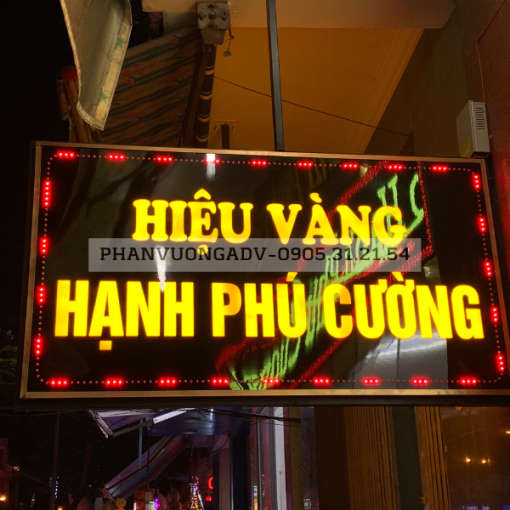 HIỆU VÀNG
PHANVUONGADV-0905.31.21.54
HẠNH PHÚ CƯỜNG